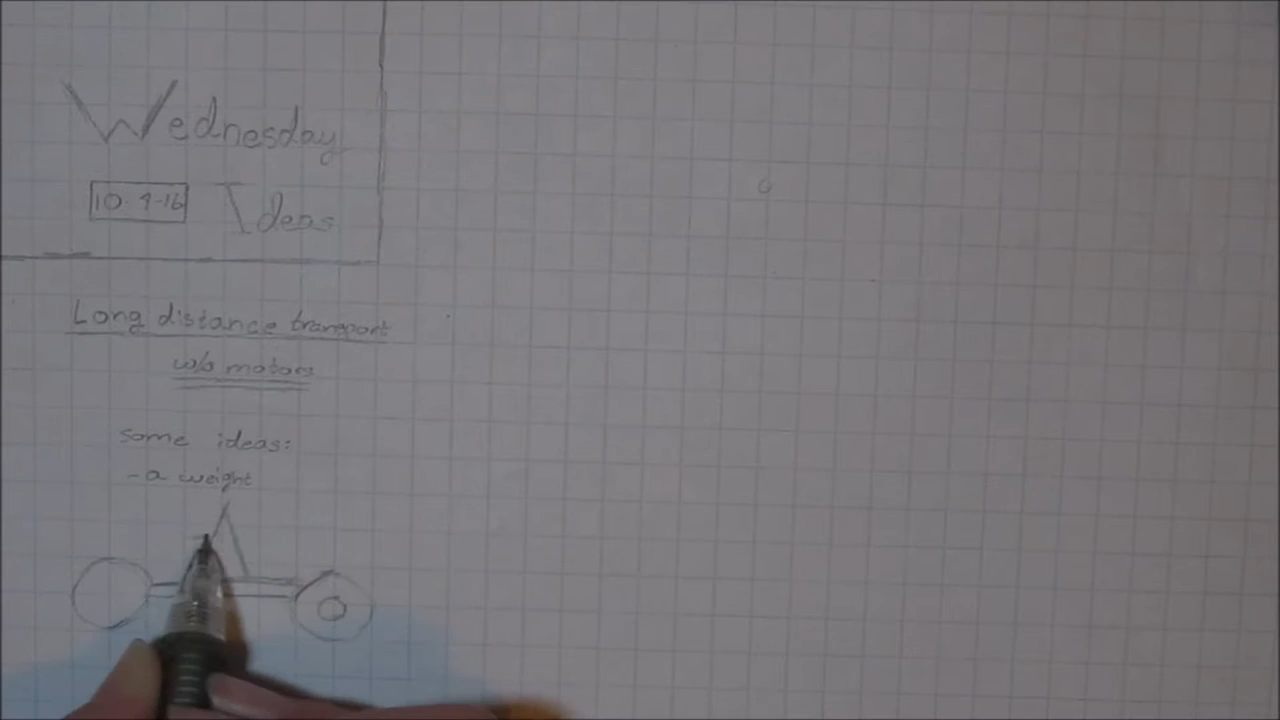 Wednesday
10-9-16 Ideas
Long distance transport
w/o motors
some ideas:
- a weight